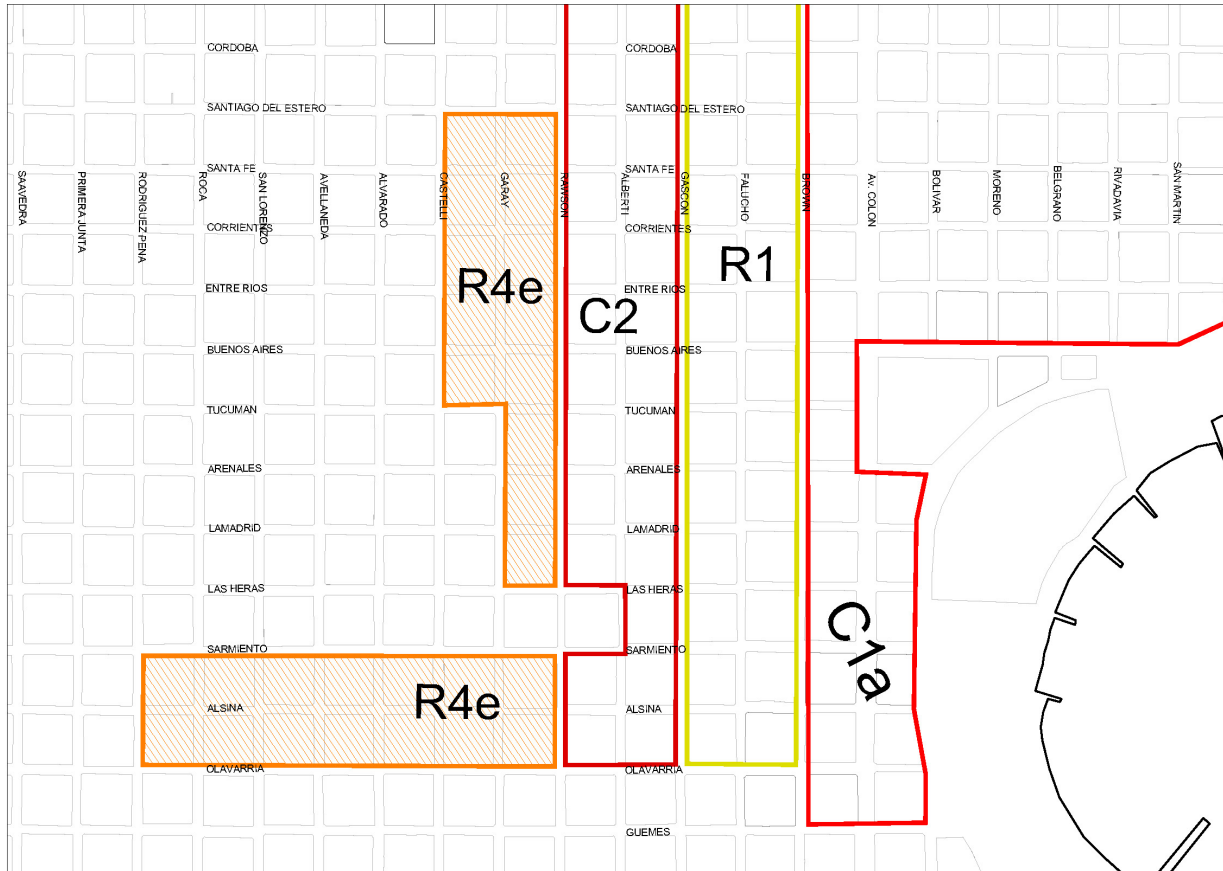 CORDOBA
CORDOBA
SANTIAGO DEL ESTERO
SANTIAGO DEL ESTERO
SANTA FE
SANTA FE
SAAVEDRA
PRIMERA JUNTA
RODRIGUEZ PENA
ROCA
SAN LORENZO
AVELLANEDA
ALVARADO
CASTELLI
GARAY
RAWSON
ALBERTI
GASCON
FALUCHO
BROWN
Av. COLON
BOLIVAR
MORENO
BELGRANO
RIVADAVIA
SAN MARTIN
CORRIENTES
CORRIENTES
R4e
R1
ENTRE RIOS
C2
ENTRE RIOS
BUENOS AIRES
BUENOS AIRES
TUCUMAN
TUCUMAN
ARENALES
ARENALES
LAMADRID
LAMADRID
LAS HERAS
LAS HERAS
C1a
SARMIENTO
SARMIENTO
R4e
ALSINA
ALSINA
OLAVARRIA
OLAVARRIA
GUEMES